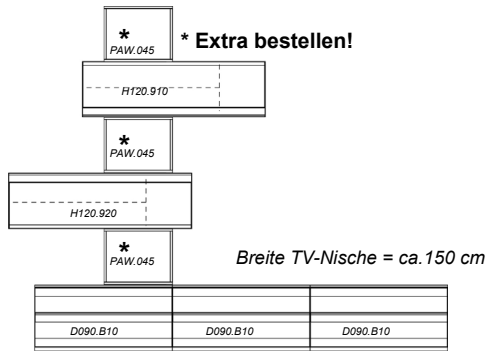 * * Extra bestellen!
PAW.045
H120.910
*
PAW.045
H120.920
*
PAW.045
Breite TV-Nische = ca.150 cm
D090.B10 D090.B10 D090.B10